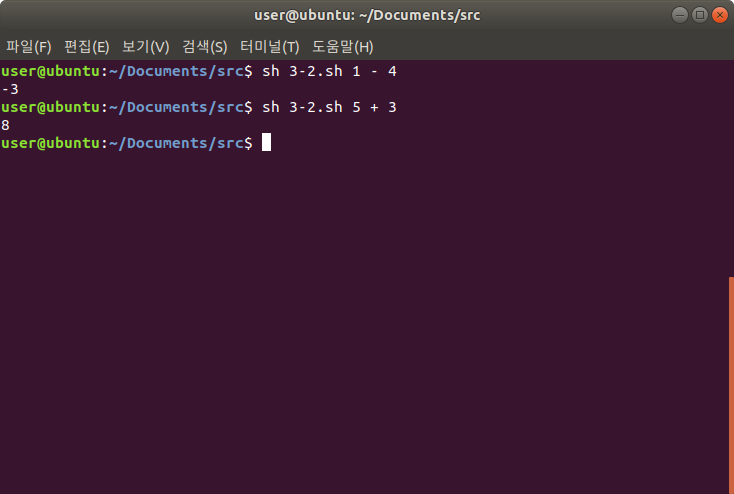 user@ubuntu: ~/Documents/src
파일(F) 편집(E) 보기(V) 검색(S) 터미널(T) 도움말(H)
user@ubuntu:~/Documents/src$ sh 3-2.sh 1 - 4
-3
user@ubuntu:~/Documents/src$ sh 3-2.sh 5 + 3
8
user@ubuntu:~/Documents/src$